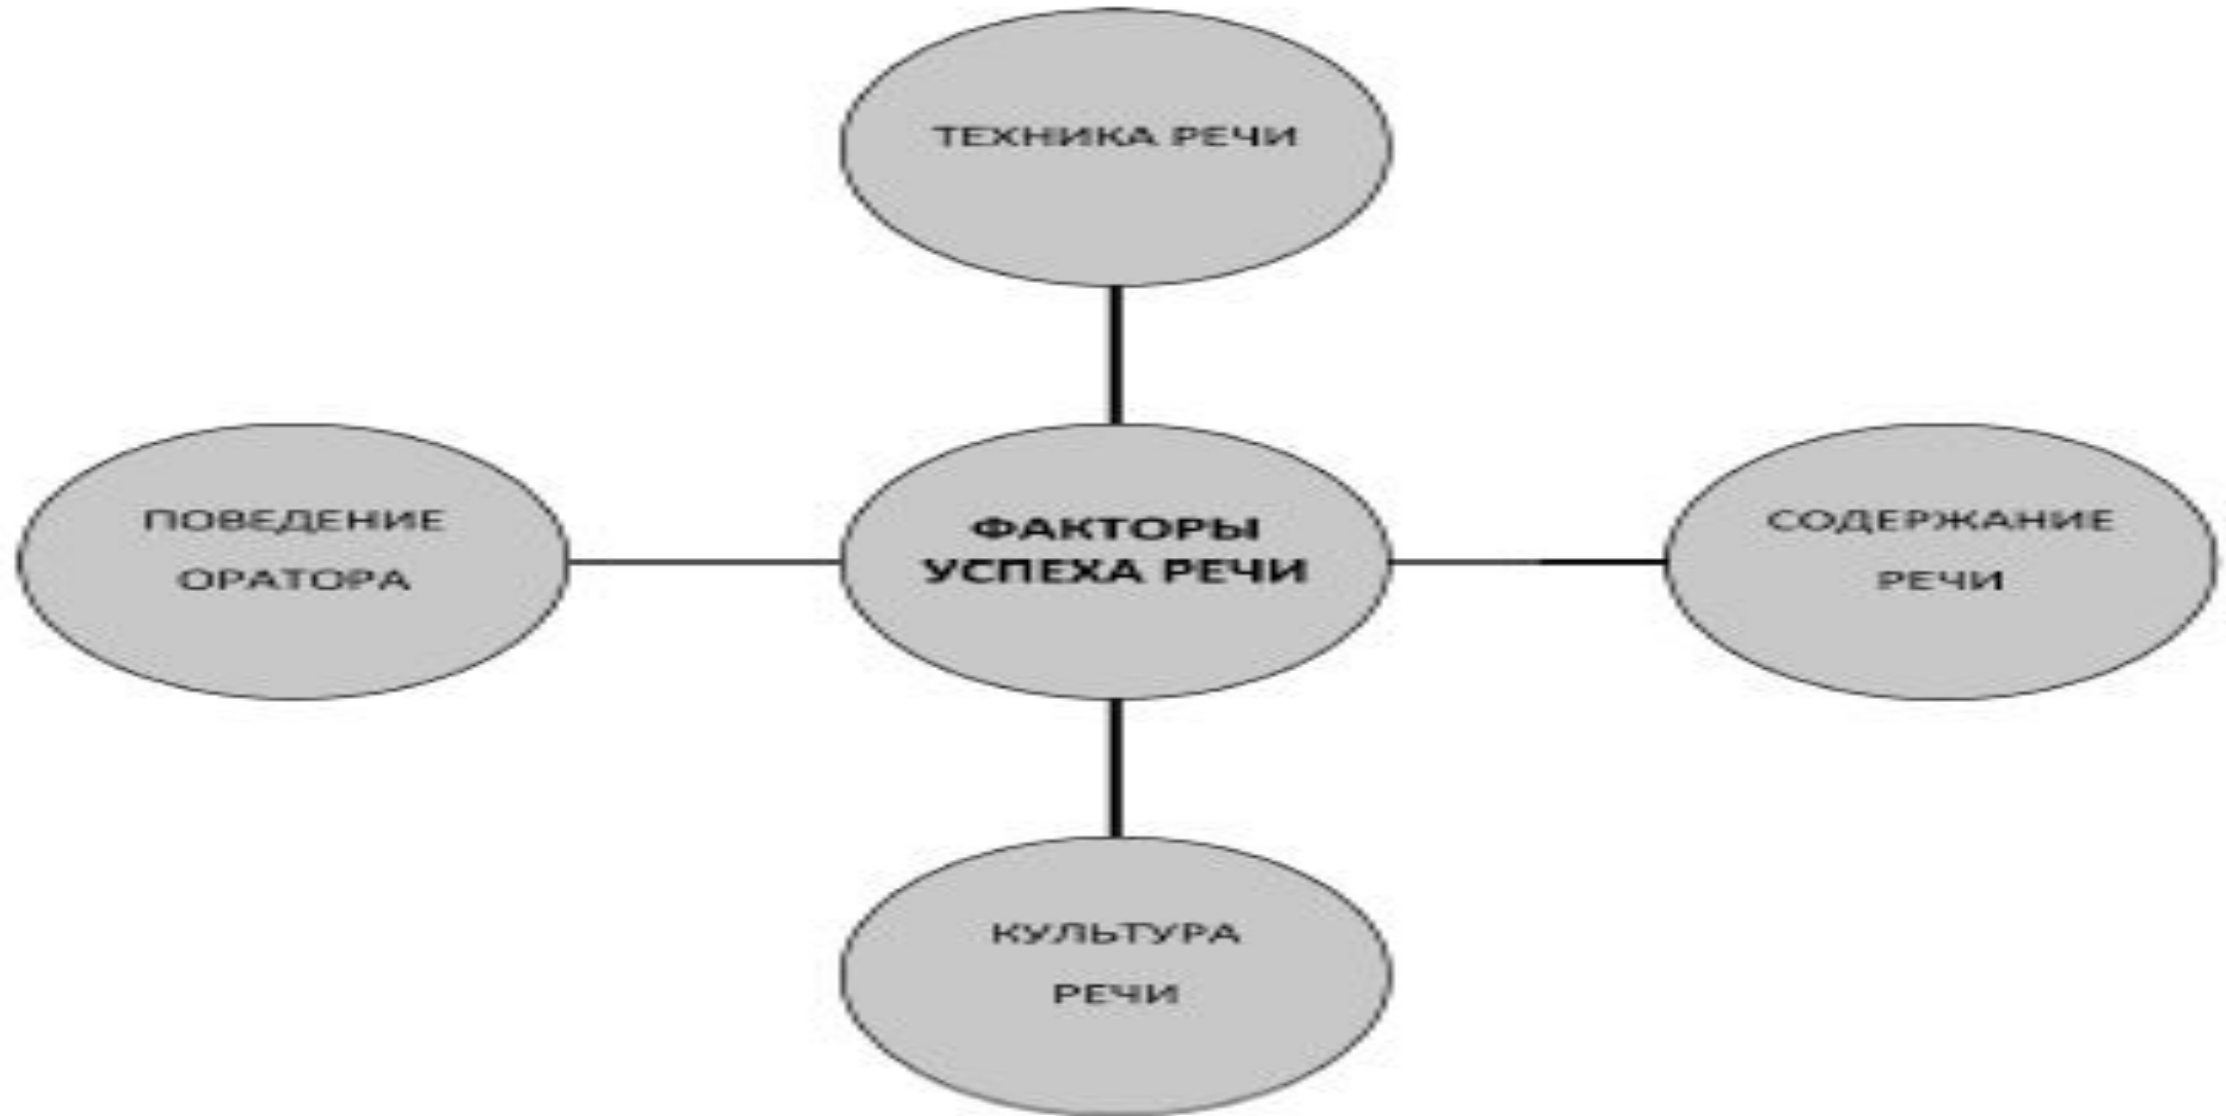 ТЕХНИКА РЕЧИ
ПОВЕДЕНИЕ
ОРАТОРА
ФАКТОРЫ
УСПЕХА РЕЧИ
СОДЕРЖАНИЕ
РЕЧИ
КУЛЬТУРА
РЕЧИ